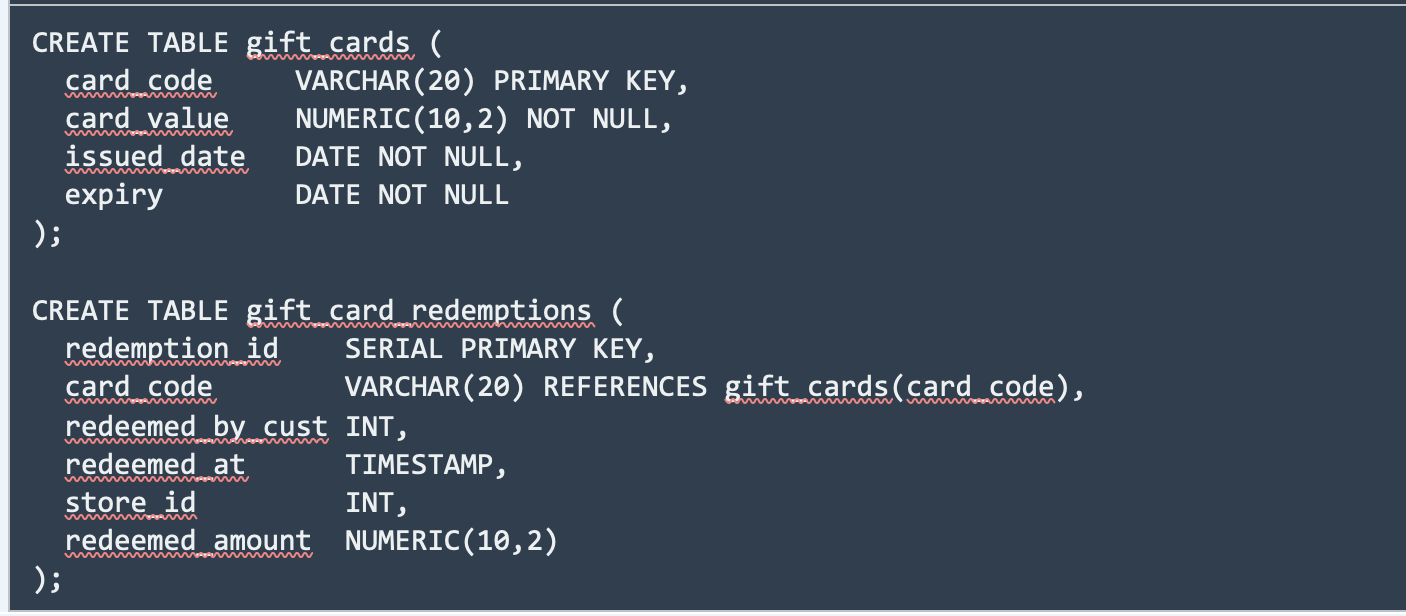 CREATE TABLE gift_cards (
card_code VARCHAR(20) PRIMARY KEY,
card_value NUMERIC(10,2) NOT NULL,
issued_date DATE NOT NULL,
expiry DATE NOT NULL
);
CREATE TABLE gift_card_redemptions (
redemption_id SERIAL PRIMARY KEY,
card_code VARCHAR(20) REFERENCES gift_cards(card_code),
redeemed_by_cust INT,
redeemed_at TIMESTAMP,
store_id INT,
redeemed_amount NUMERIC(10,2)
);